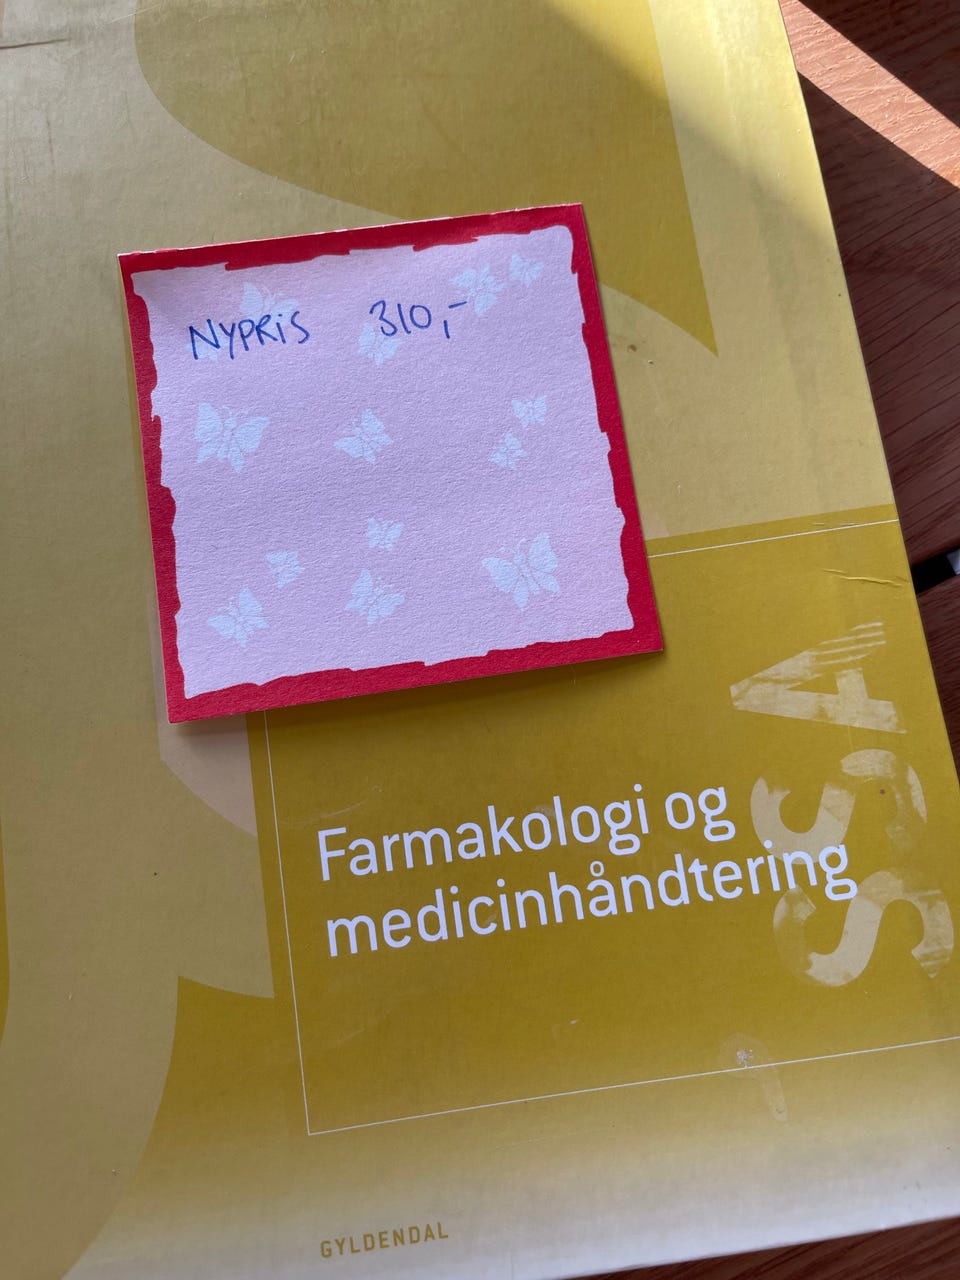 NYPRIS 310,-
SSA
Farmakologi og
medicinhåndtering
GYLDENDAL